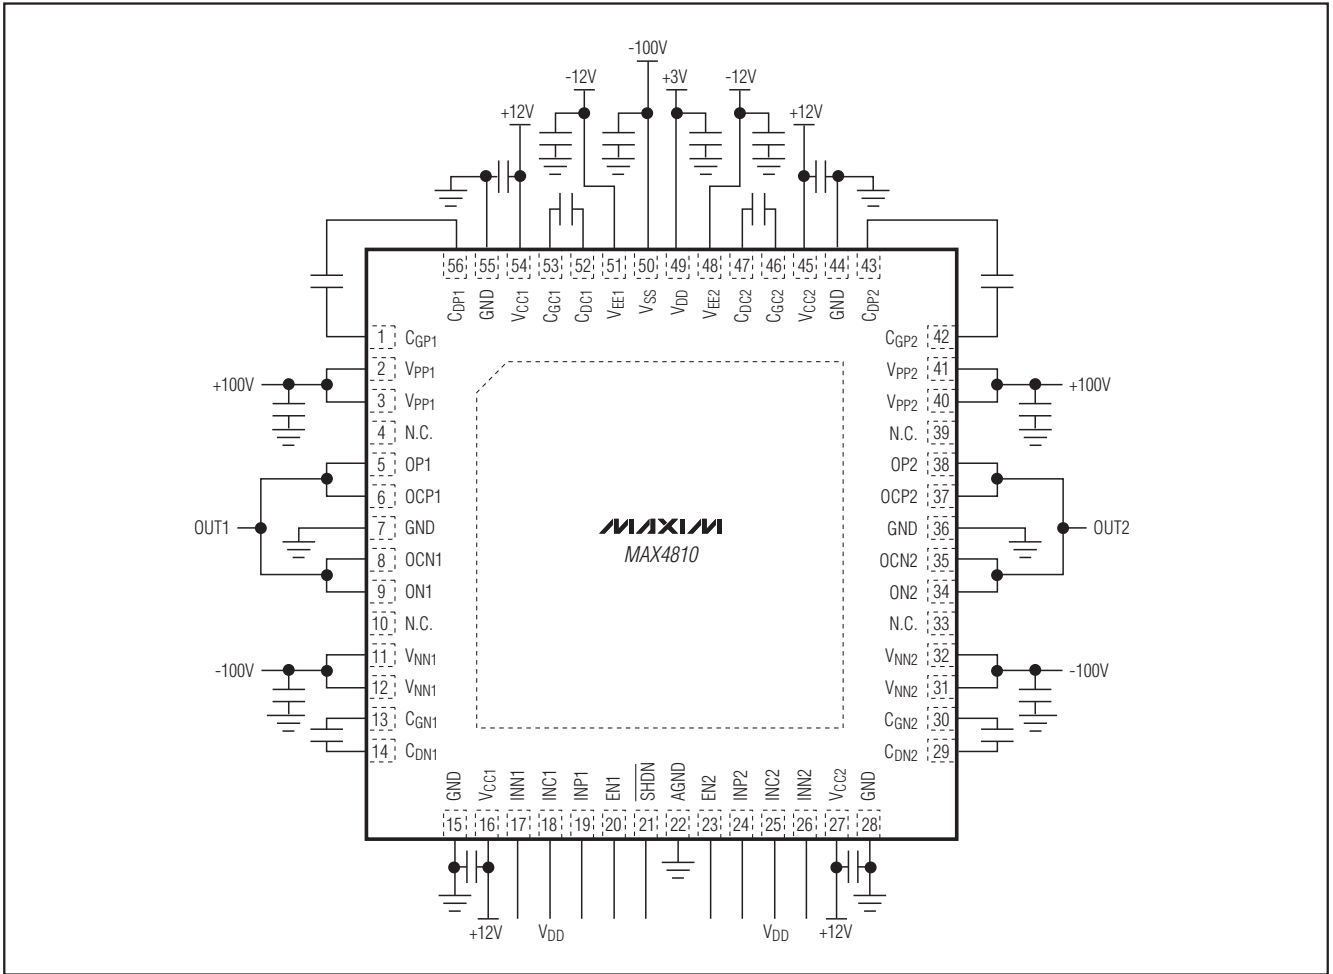 -100V
-12V +3V -12V
+12V +12V
56 55 54 53 52 51 50 49 48 47 46 45 44 43
CDP1 GND VCC1 CGC1 CDC1 VEE1 VSS VDD VEE2 CDC2 CGC2 VCC2 GND CDP2
1 CGP1 CGP2 42
2 VPP1 VPP2 41
+100V +100V
3 VPP1 VPP2 40
4 N.C. N.C. 39
5 OP1 OP2 38
6 OCP1 OCP2 37
OUT1 7 GND GND 36 OUT2
MAXIM
MAX4810
8 OCN1 OCN2 35
9 ON1 ON2 34
10 N.C. N.C. 33
11 VNN1 VNN2 32
-100V -100V
12 VNN1 VNN2 31
13 CGN1 CGN2 30
14 CDN1 CDN2 29
GND VCC1 INN1 INC1 INP1 EN1 SHDN AGND EN2 INP2 INC2 INN2 VCC2 GND
15 16 17 18 19 20 21 22 23 24 25 26 27 28
+12V VDD VDD +12V